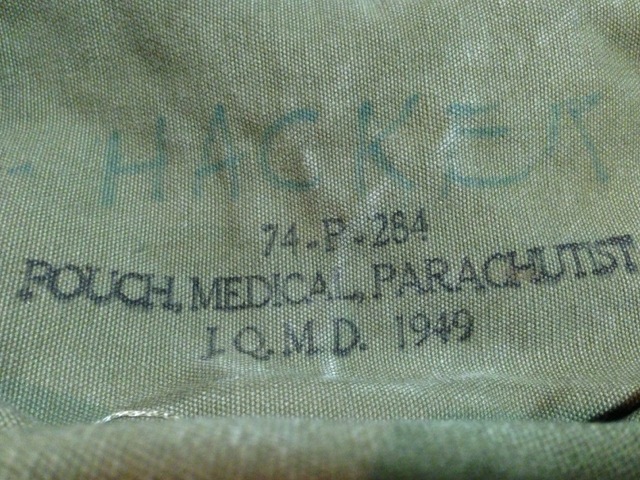 HACKER
74-P-284
POUCH, MEDICAL, PARACHUTIST
J.Q.M.D. 1949